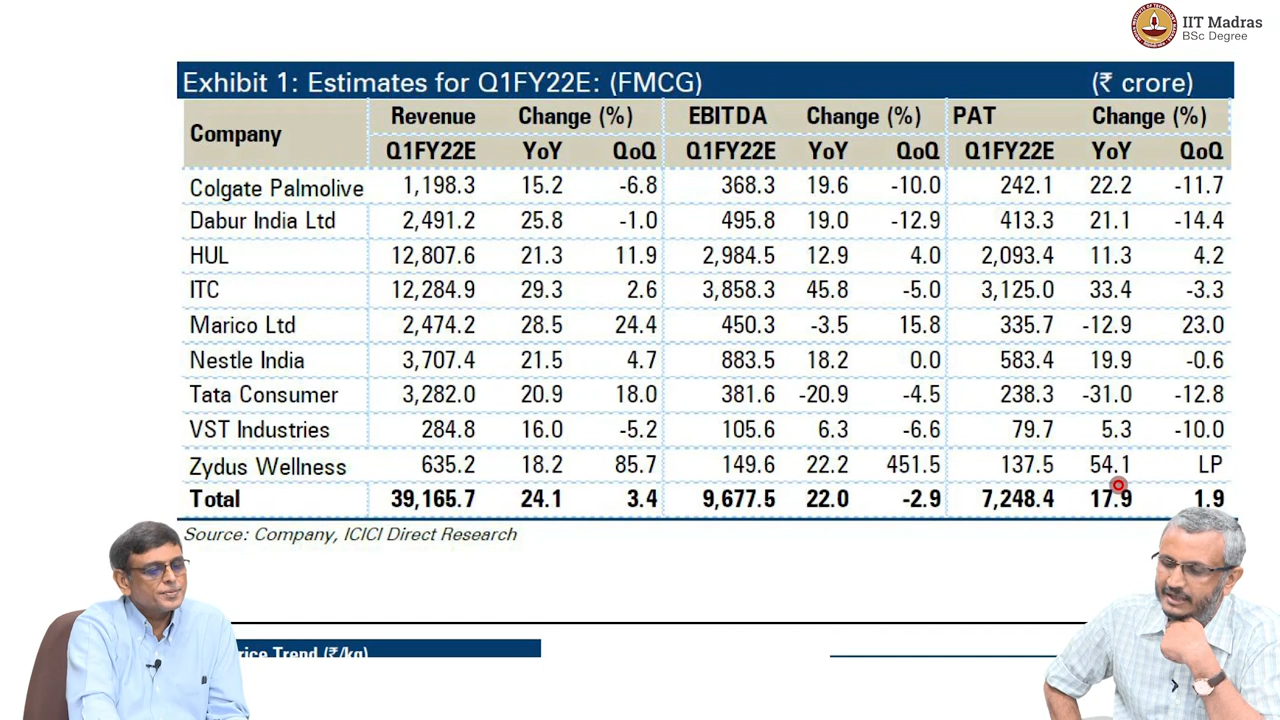 IIT Madras
BSc Degree
Exhibit 1: Estimates for Q1FY22E: (FMCG) (₹ crore)
Company Revenue Change (%) EBITDA Change (%) PAT Change (%)
Q1FY22E YoY QoQ Q1FY22E YoY QoQ Q1FY22E YoY QoQ
Colgate Palmolive 1,198.3 15.2 -6.8 368.3 19.6 -10.0 242.1 22.2 -11.7
Dabur India Ltd 2,491.2 25.8 -1.0 495.8 19.0 -12.9 413.3 21.1 -14.4
HUL 12,807.6 21.3 11.9 2,984.5 12.9 4.0 2,093.4 11.3 4.2
ITC 12,284.9 29.3 2.6 3,858.3 45.8 -5.0 3,125.0 33.4 -3.3
Marico Ltd 2,474.2 28.5 24.4 450.3 -3.5 15.8 335.7 -12.9 23.0
Nestle India 3,707.4 21.5 4.7 883.5 18.2 0.0 583.4 19.9 -0.6
Tata Consumer 3,282.0 20.9 18.0 381.6 -20.9 -4.5 238.3 -31.0 -12.8
VST Industries 284.8 16.0 -5.2 105.6 6.3 -6.6 79.7 5.3 -10.0
Zydus Wellness 635.2 18.2 85.7 149.6 22.2 451.5 137.5 54.1 LP
Total 39,165.7 24.1 3.4 9,677.5 22.0 -2.9 7,248.4 17.9 1.9
Source: Company, ICICI Direct Research
rice Trend (₹/kg)